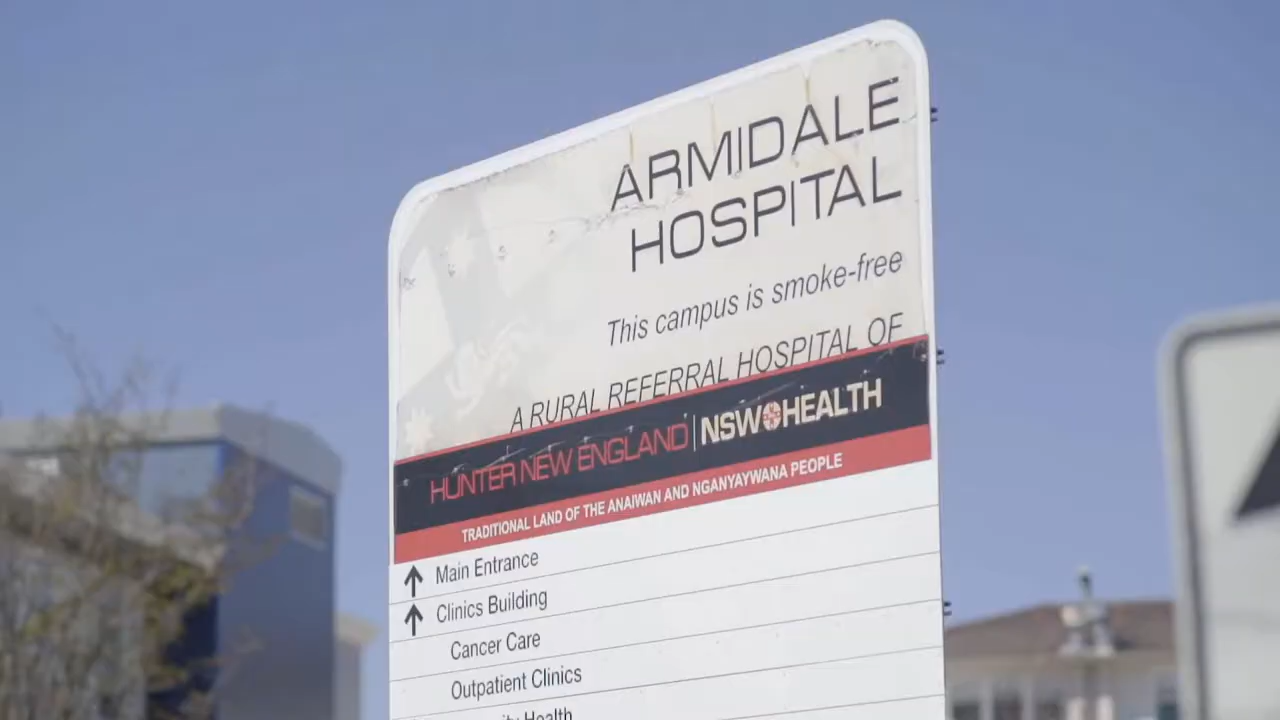 ARMIDALE
HOSPITAL
This campus is smoke-free
A RURAL REFERRAL HOSPITAL OF
HUNTER NEW ENGLAND | NSW HEALTH
TRADITIONAL LAND OF THE ANAIWAN AND NGANYAYWANA PEOPLE
↑ Main Entrance
↑ Clinics Building
Cancer Care
Outpatient Clinics
Health